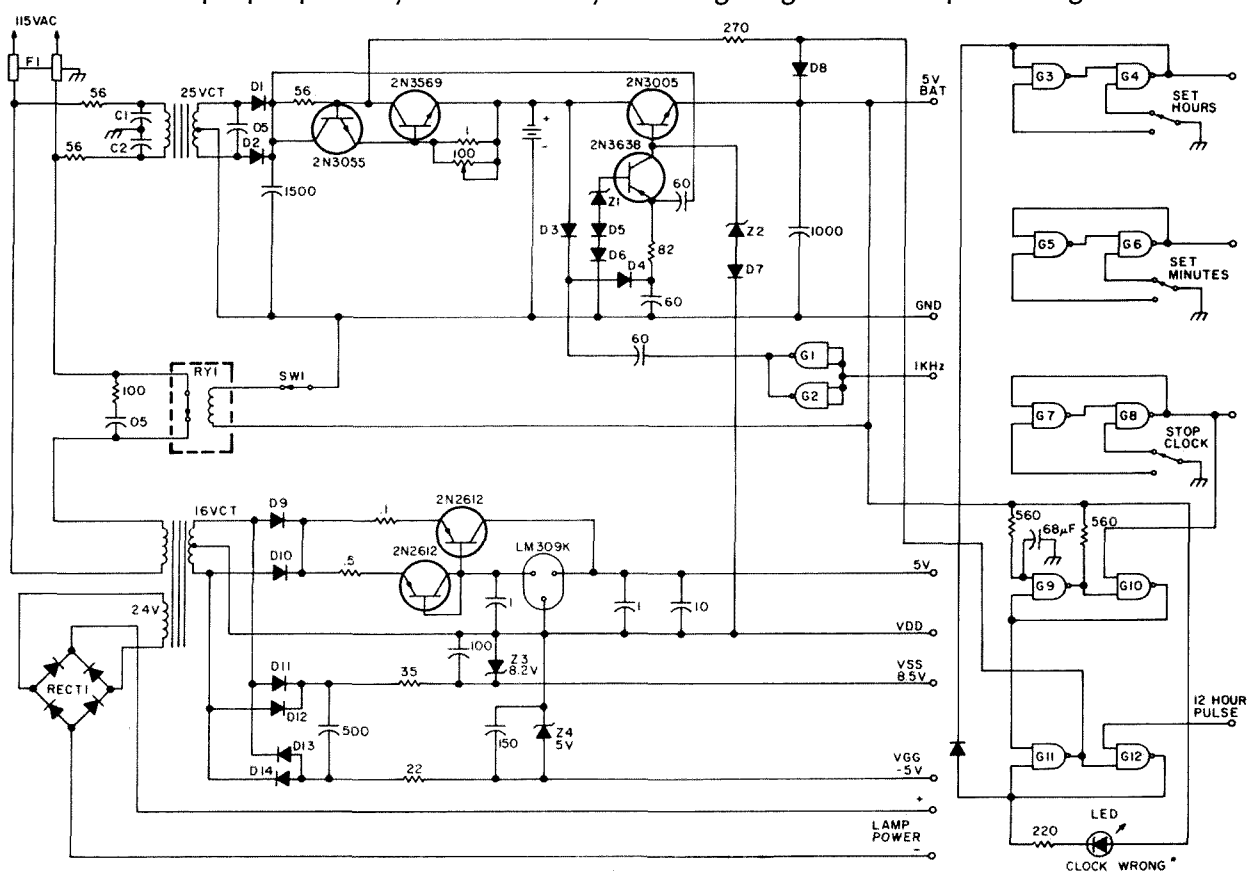 115VAC
F1
56
C1
C2
56
25VCT
D1
05
D2
1500
56
2N3055
2N3569
1
100
+
-
2N3005
2N3638
Z1
60
D3
D5
D6
82
D4
60
270
D8
Z2
D7
1000
5V
BAT
GND
60
G1
G2
1KHz
RY1
SW1
100
05
16VCT
D9
D10
.1
2N2612
.5
2N2612
LM309K
1
1
10
5V
VDD
24V
RECT1
100
Z3
8.2V
D11
D12
35
VSS
8.5V
500
150
Z4
5V
D13
D14
22
VGG
-5V
+
LAMP
POWER
-
G3
G4
SET
HOURS
G5
G6
SET
MINUTES
G7
G8
STOP
CLOCK
560
68µF
560
G9
G10
12 HOUR
PULSE
G11
G12
220
LED
CLOCK WRONG"